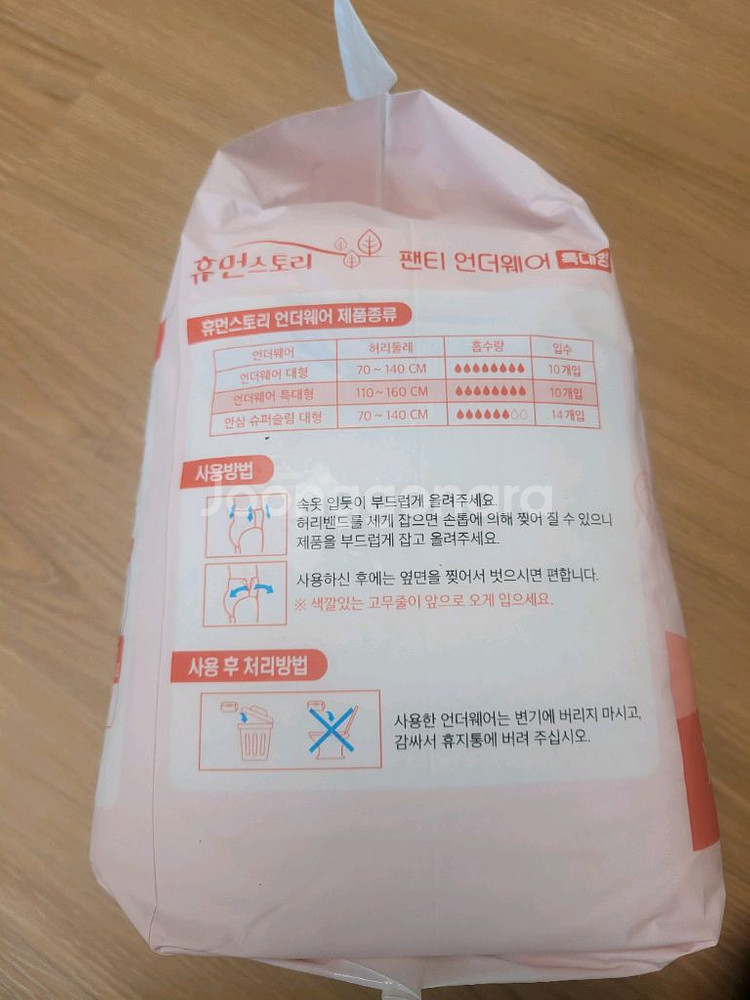 휴먼스토리 팬티 언더웨어 특대형
휴먼스토리 언더웨어 제품종류
언더웨어 허리둘레 흡수량 입수
언더웨어 대형 70 ~ 140 CM 10개입
언더웨어 특대형 110 ~ 160 CM 10개입
안심 슈퍼슬림 대형 70 ~ 140 CM 14개입
사용방법
Joonggonara
속옷 입듯이 부드럽게 올려주세요.
허리밴드를 세게 잡으면 손톱에 의해 찢어 질 수 있으니
제품을 부드럽게 잡고 올려주세요.
사용하신 후에는 옆면을 찢어서 벗으시면 편합니다.
※ 색깔있는 고무줄이 앞으로 오게 입으세요.
사용 후 처리방법
사용한 언더웨어는 변기에 버리지 마시고,
감싸서 휴지통에 버려 주십시오.